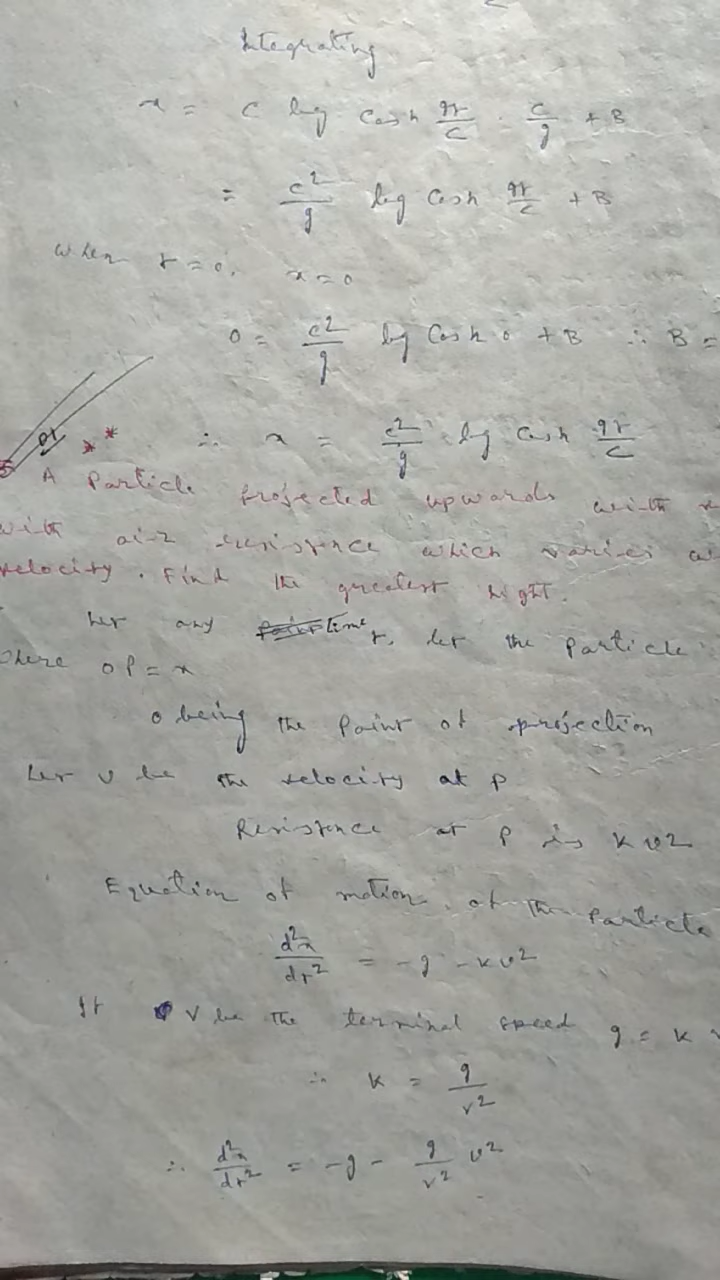 Integrating
x = c log cosh gt/c · c/g + B
= c²/g log cosh gt/c + B
when t = 0, x = 0
0 = c²/g log cosh 0 + B ∴ B =
∴ x = c²/g log cosh gt/c
5 **
A Particle projected upwards with
with air resistance which varies
velocity. Find the greatest hight.
Let any time t, let the particle
where OP = x
O being the Point of projection
Let v be the velocity at P
Resistence at P is kv2
Equation of motion of the Particle
d²x/dt² = -g - kv²
If V be the terminal speed g = k
∴ k = g/v²
∴ d²x/dt² = -g - g/v² v²